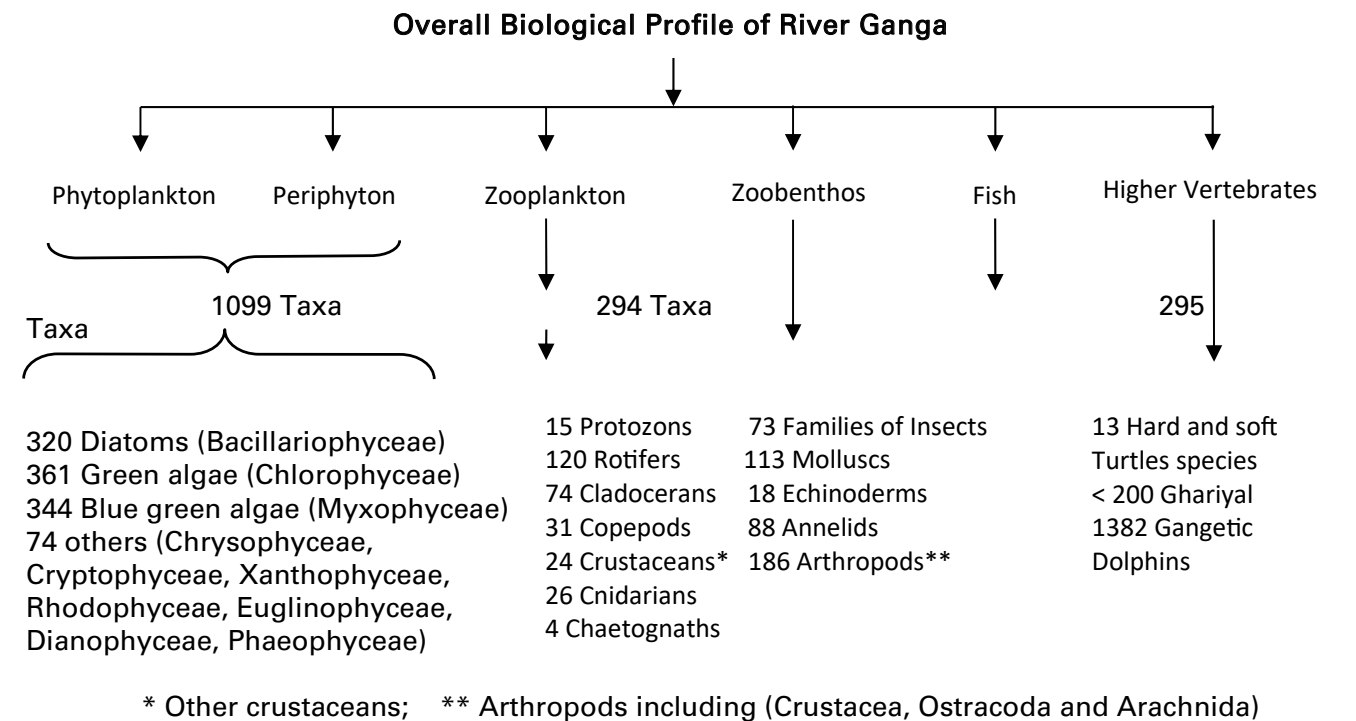 Overall Biological Profile of River Ganga
Phytoplankton
Periphyton
Zooplankton
Zoobenthos
Fish
Higher Vertebrates
1099 Taxa
294 Taxa
295
Taxa
320 Diatoms (Bacillariophyceae)
361 Green algae (Chlorophyceae)
344 Blue green algae (Myxophyceae)
74 others (Chrysophyceae,
Cryptophyceae, Xanthophyceae,
Rhodophyceae, Euglinophyceae,
Dianophyceae, Phaeophyceae)
15 Protozons
120 Rotifers
74 Cladocerans
31 Copepods
24 Crustaceans*
26 Cnidarians
4 Chaetognaths
73 Families of Insects
113 Molluscs
18 Echinoderms
88 Annelids
186 Arthropods**
13 Hard and soft
Turtles species
< 200 Ghariyal
1382 Gangetic
Dolphins
* Other crustaceans; ** Arthropods including (Crustacea, Ostracoda and Arachnida)